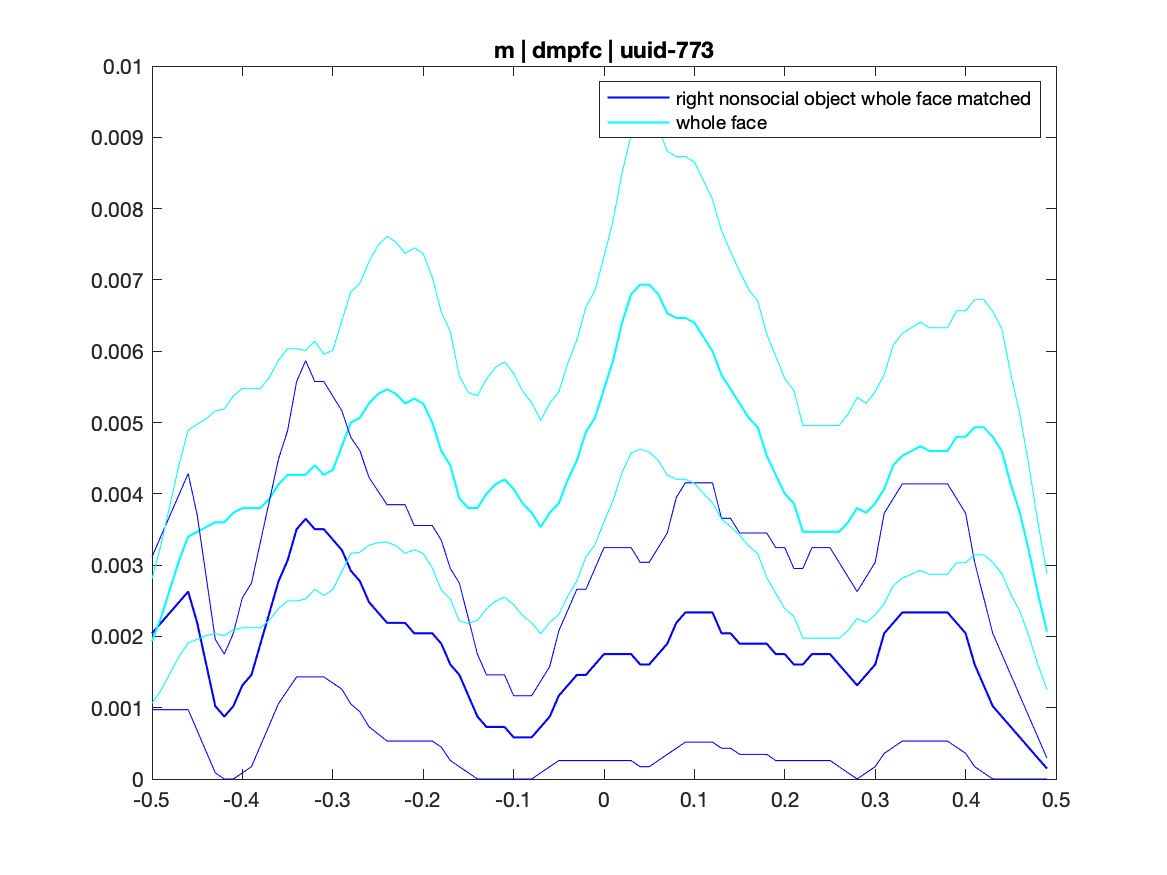 m | dmpfc | uuid-773
0.01
0.009
0.008
0.007
0.006
0.005
0.004
0.003
0.002
0.001
0
right nonsocial object whole face matched
whole face
-0.5 -0.4 -0.3 -0.2 -0.1 0 0.1 0.2 0.3 0.4 0.5